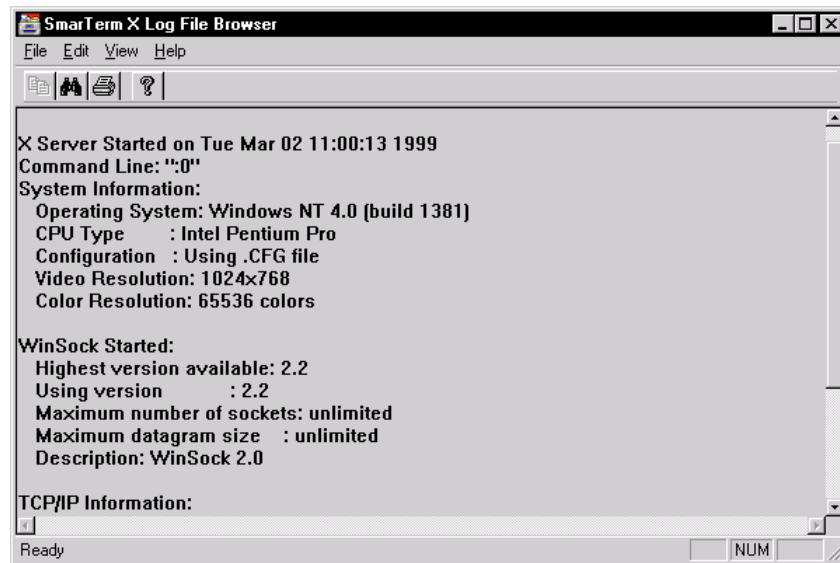 SmarTerm X Log File Browser
File Edit View Help
X Server Started on Tue Mar 02 11:00:13 1999
Command Line: ":0"
System Information:
Operating System: Windows NT 4.0 (build 1381)
CPU Type : Intel Pentium Pro
Configuration : Using .CFG file
Video Resolution: 1024x768
Color Resolution: 65536 colors
WinSock Started:
Highest version available: 2.2
Using version : 2.2
Maximum number of sockets: unlimited
Maximum datagram size : unlimited
Description: WinSock 2.0
TCP/IP Information:
Ready NUM